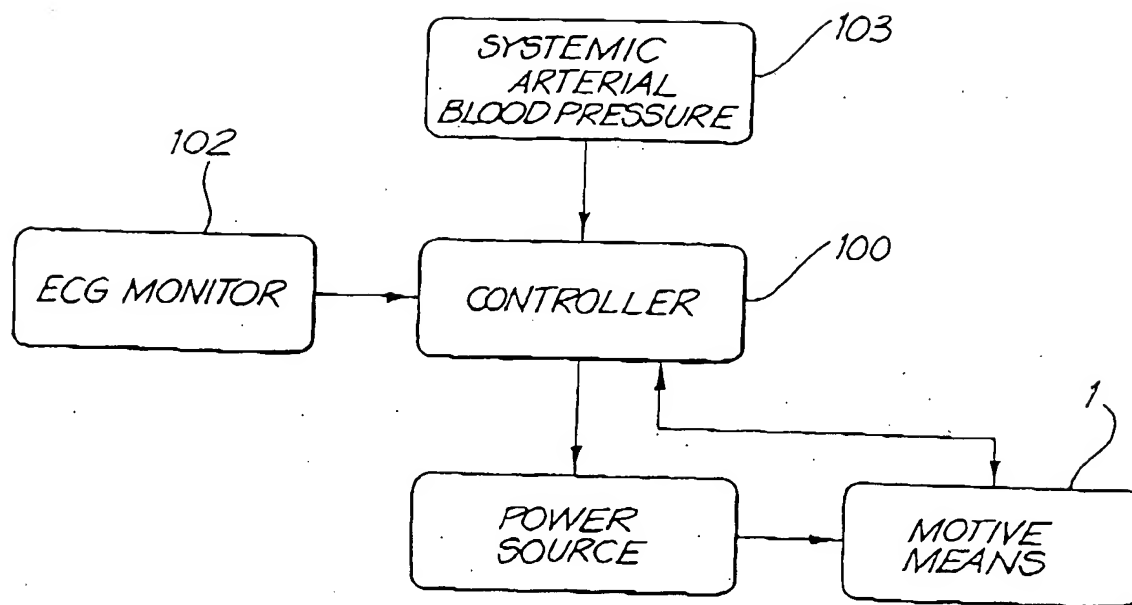 103
SYSTEMIC
ARTERIAL
BLOOD PRESSURE
102
100
ECG MONITOR
CONTROLLER
1
POWER
SOURCE
MOTIVE
MEANS